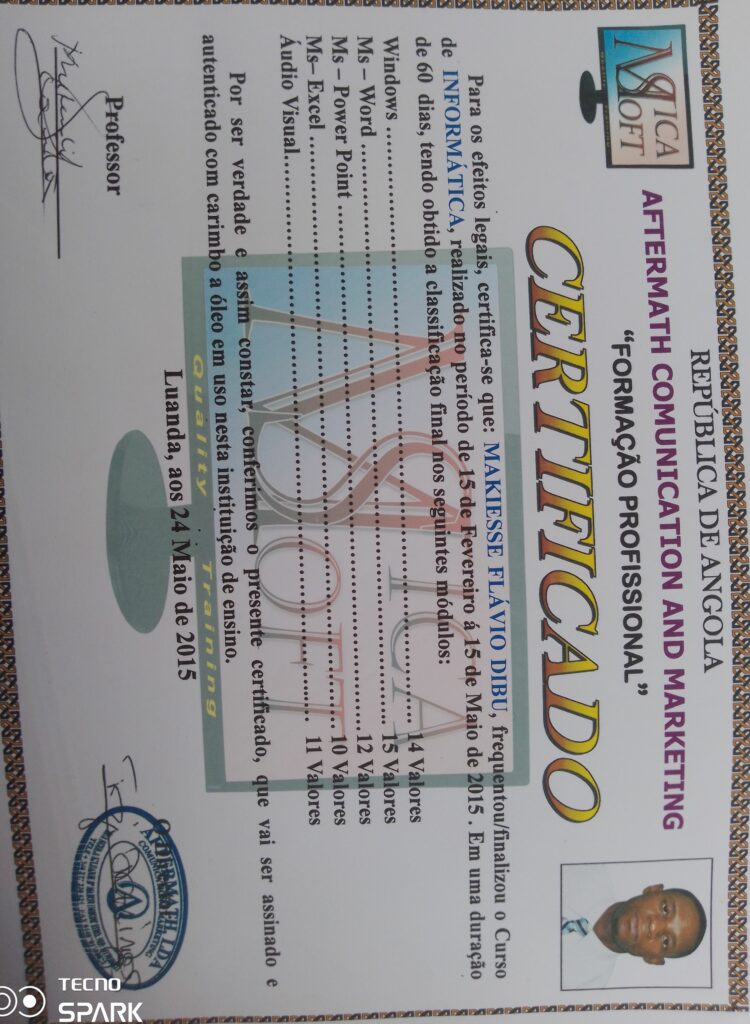 REPÚBLICA DE ANGOLA
AFTERMATH COMUNICATION AND MARKETING
“FORMAÇÃO PROFISSIONAL”
CERTIFICADO
Para os efeitos legais, certifica-se que: MAKIESSE FLÁVIO DIBU, frequentou/finalizou o Curso
de INFORMÁTICA, realizado no período de 15 de Fevereiro á 15 de Maio de 2015 . Em uma duração
de 60 dias, tendo obtido a classificação final nos seguintes módulos:
Windows ............ 14 Valores
Ms – Word ............ 15 Valores
Ms – Power Point ............ 12 Valores
Ms– Excel ............ 10 Valores
Áudio Visual............ 11 Valores
Por ser verdade e assim constar, conferimos o presente certificado, que vai ser assinado e
autenticado com carimbo a óleo em uso nesta instituição de ensino.
Quality Training
Luanda, aos 24 Maio de 2015
Professor
AFTERMATH, LDA
TECNO
SPARK